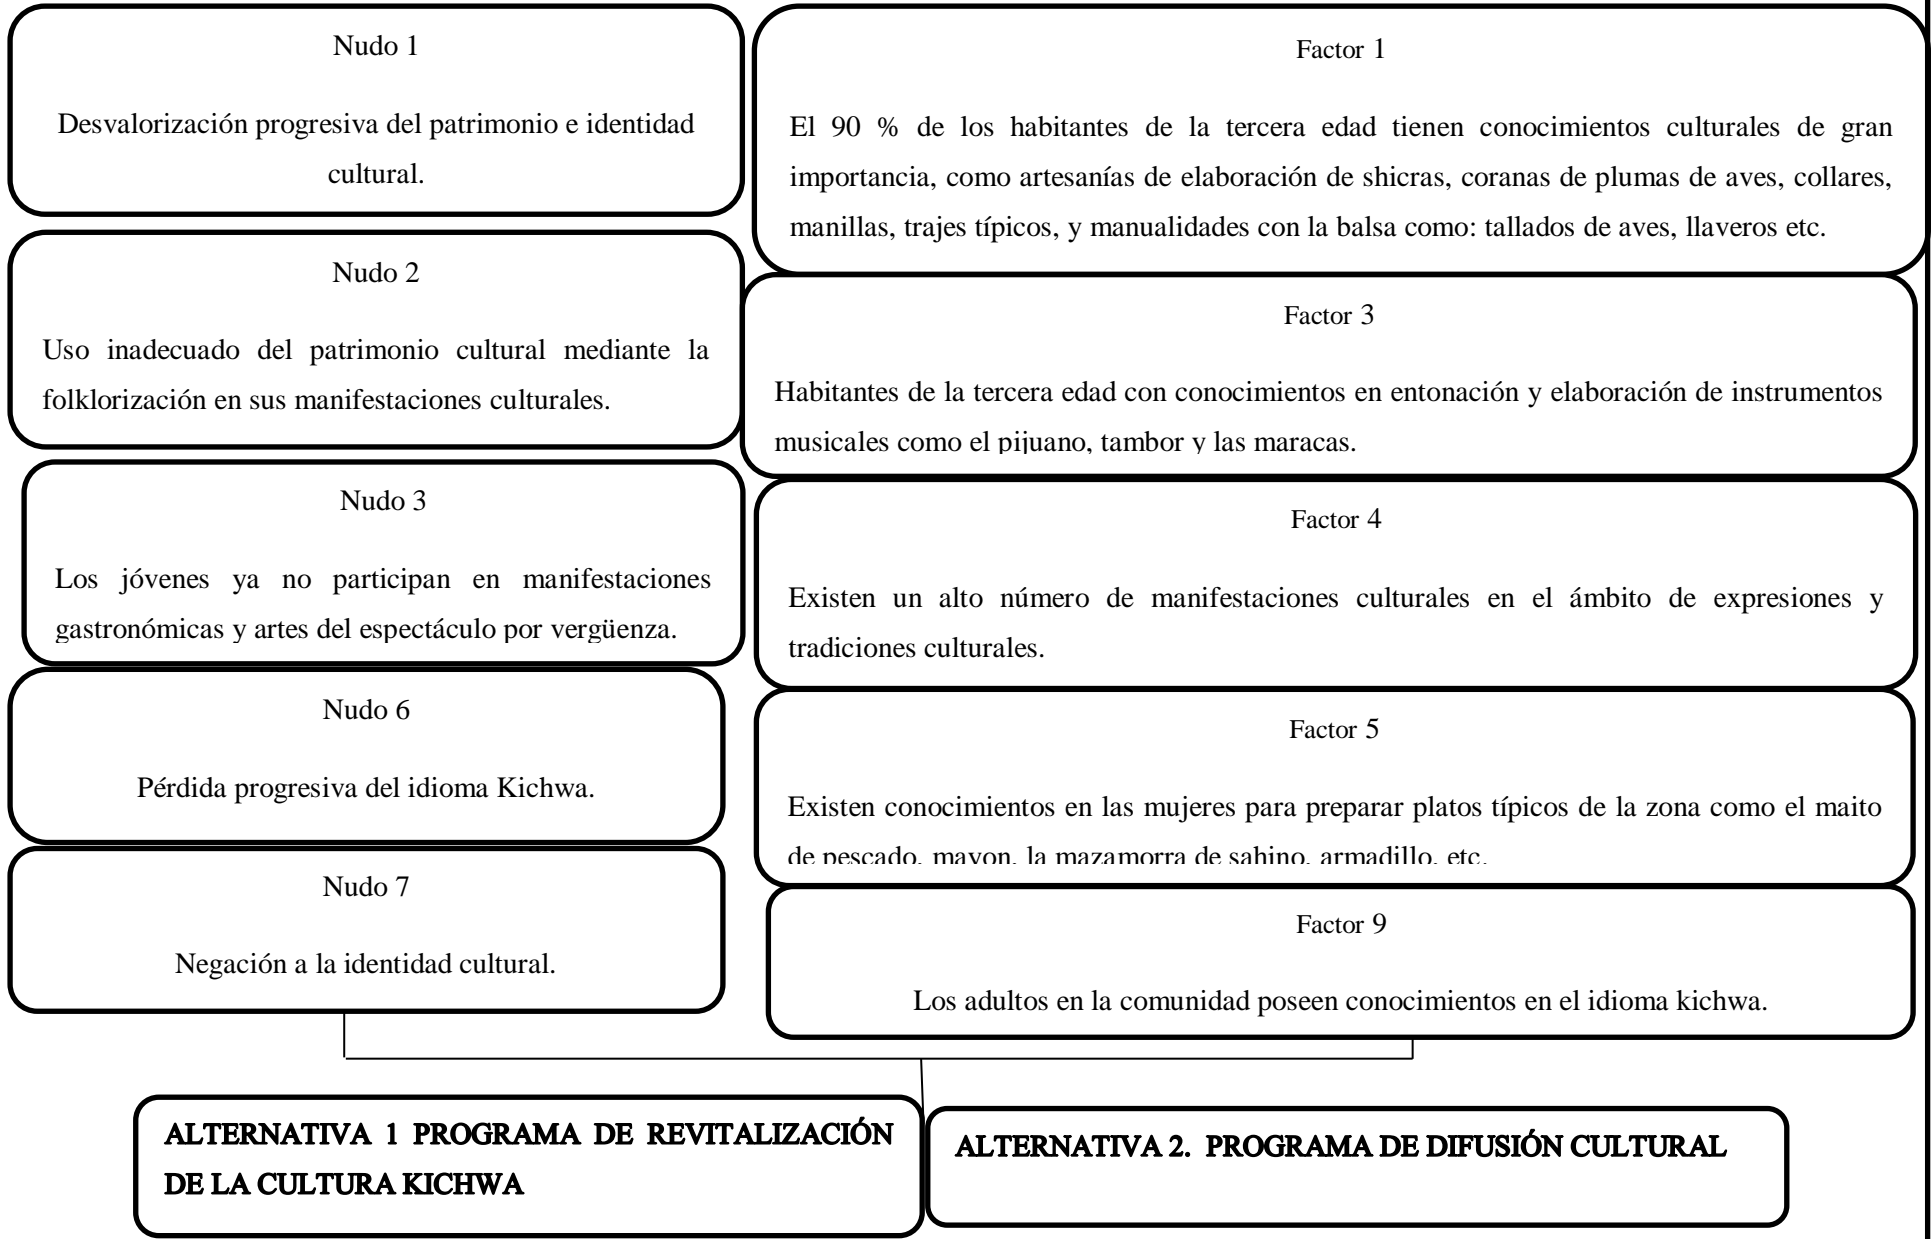 Nudo 1
Desvalorización progresiva del patrimonio e identidad
cultural.
Nudo 2
Uso inadecuado del patrimonio cultural mediante la
folklorización en sus manifestaciones culturales.
Nudo 3
Los jóvenes ya no participan en manifestaciones
gastronómicas y artes del espectáculo por vergüenza.
Nudo 6
Pérdida progresiva del idioma Kichwa.
Nudo 7
Negación a la identidad cultural.
Factor 1
El 90 % de los habitantes de la tercera edad tienen conocimientos culturales de gran
importancia, como artesanías de elaboración de shicras, coranas de plumas de aves, collares,
manillas, trajes típicos, y manualidades con la balsa como: tallados de aves, llaveros etc.
Factor 3
Habitantes de la tercera edad con conocimientos en entonación y elaboración de instrumentos
musicales como el pijuano, tambor y las maracas.
Factor 4
Existen un alto número de manifestaciones culturales en el ámbito de expresiones y
tradiciones culturales.
Factor 5
Existen conocimientos en las mujeres para preparar platos típicos de la zona como el maito
de pescado, mayon, la mazamorra de sahino, armadillo, etc.
Factor 9
Los adultos en la comunidad poseen conocimientos en el idioma kichwa.
ALTERNATIVA 1 PROGRAMA DE REVITALIZACIÓN
DE LA CULTURA KICHWA
ALTERNATIVA 2. PROGRAMA DE DIFUSIÓN CULTURAL